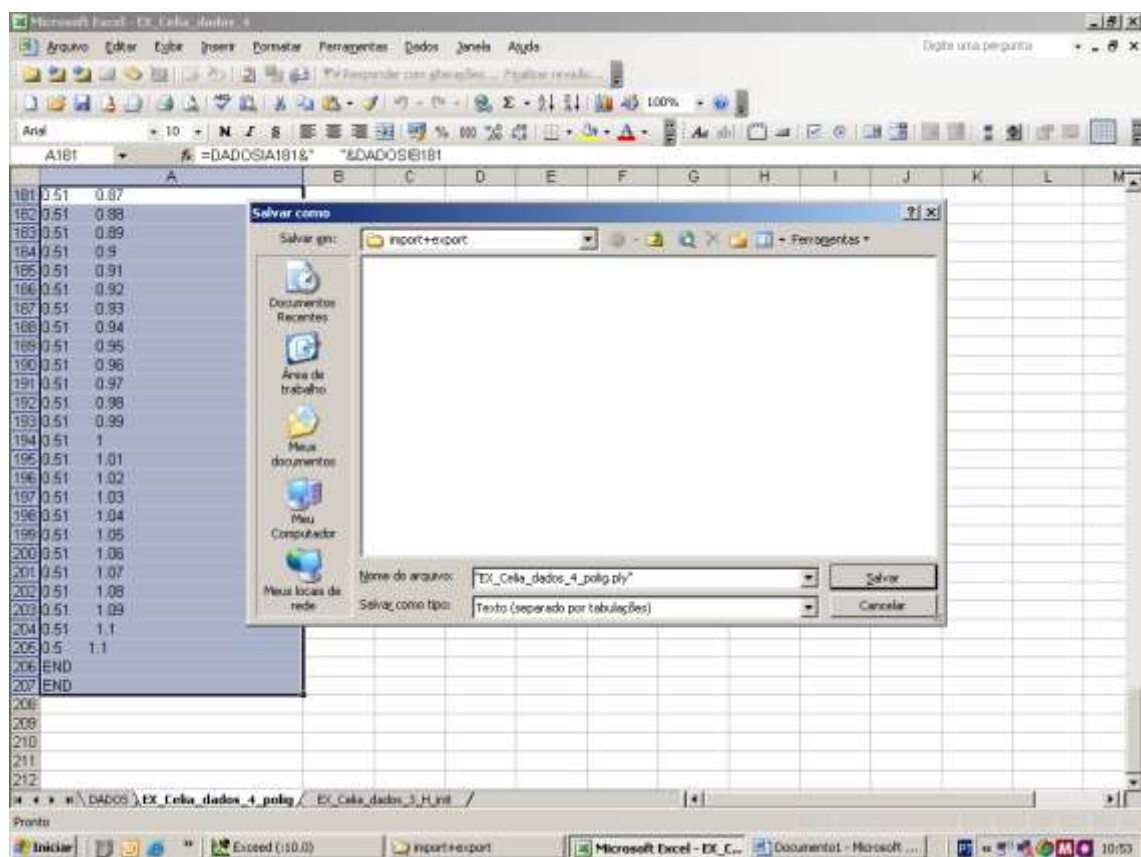 Microsoft Excel - EX_Celia_dados_4
Arquivo Editar Exibir Inserir Formatar Ferramentas Dados Janela Ajuda
Digite uma pergunta
Responder com alterações...
100%
Arial 10 N I S % 000
A181 fx =DADOS!A181&" "&DADOS!B181
A B C D E F G H I J K L M
181 0.51 0.87
182 0.51 0.88
183 0.51 0.89
184 0.51 0.9
185 0.51 0.91
186 0.51 0.92
187 0.51 0.93
188 0.51 0.94
189 0.51 0.95
190 0.51 0.96
191 0.51 0.97
192 0.51 0.98
193 0.51 0.99
194 0.51 1
195 0.51 1.01
196 0.51 1.02
197 0.51 1.03
198 0.51 1.04
199 0.51 1.05
200 0.51 1.06
201 0.51 1.07
202 0.51 1.08
203 0.51 1.09
204 0.51 1.1
205 0.5 1.1
206 END
207 END
208
209
210
211
212
Salvar como
Salvar em: import+export Ferramentas
Documentos
Recentes
Área de
trabalho
Meus
documentos
Meu
Computador
Meus locais de
rede
Nome do arquivo: "EX_Celia_dados_4_polig.ply" Salvar
Salvar como tipo: Texto (separado por tabulações) Cancelar
DADOS EX_Celia_dados_4_polig EX_Celia_dados_3_H_init
Pronto
Iniciar Exceed (:10.0) import+export Microsoft Excel - EX_C... Documento1 - Microsoft ... 10:53